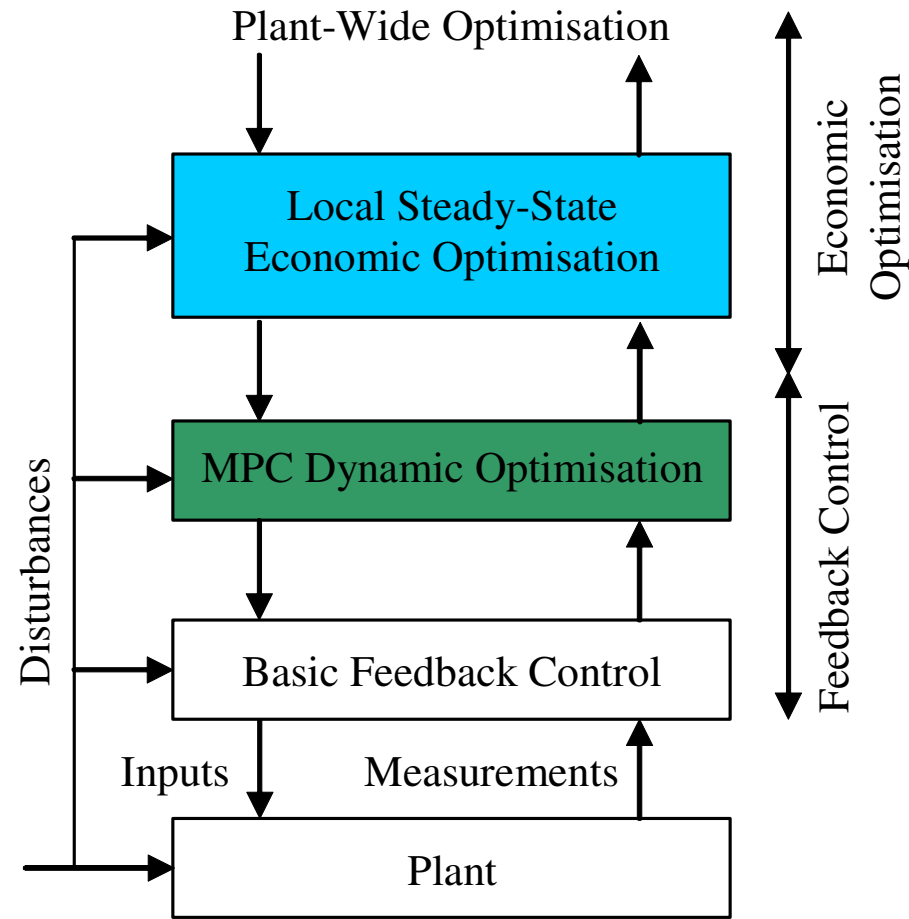 Plant-Wide Optimisation
Economic
Optimisation
Local Steady-State
Economic Optimisation
MPC Dynamic Optimisation
Disturbances
Feedback Control
Basic Feedback Control
Inputs
Measurements
Plant